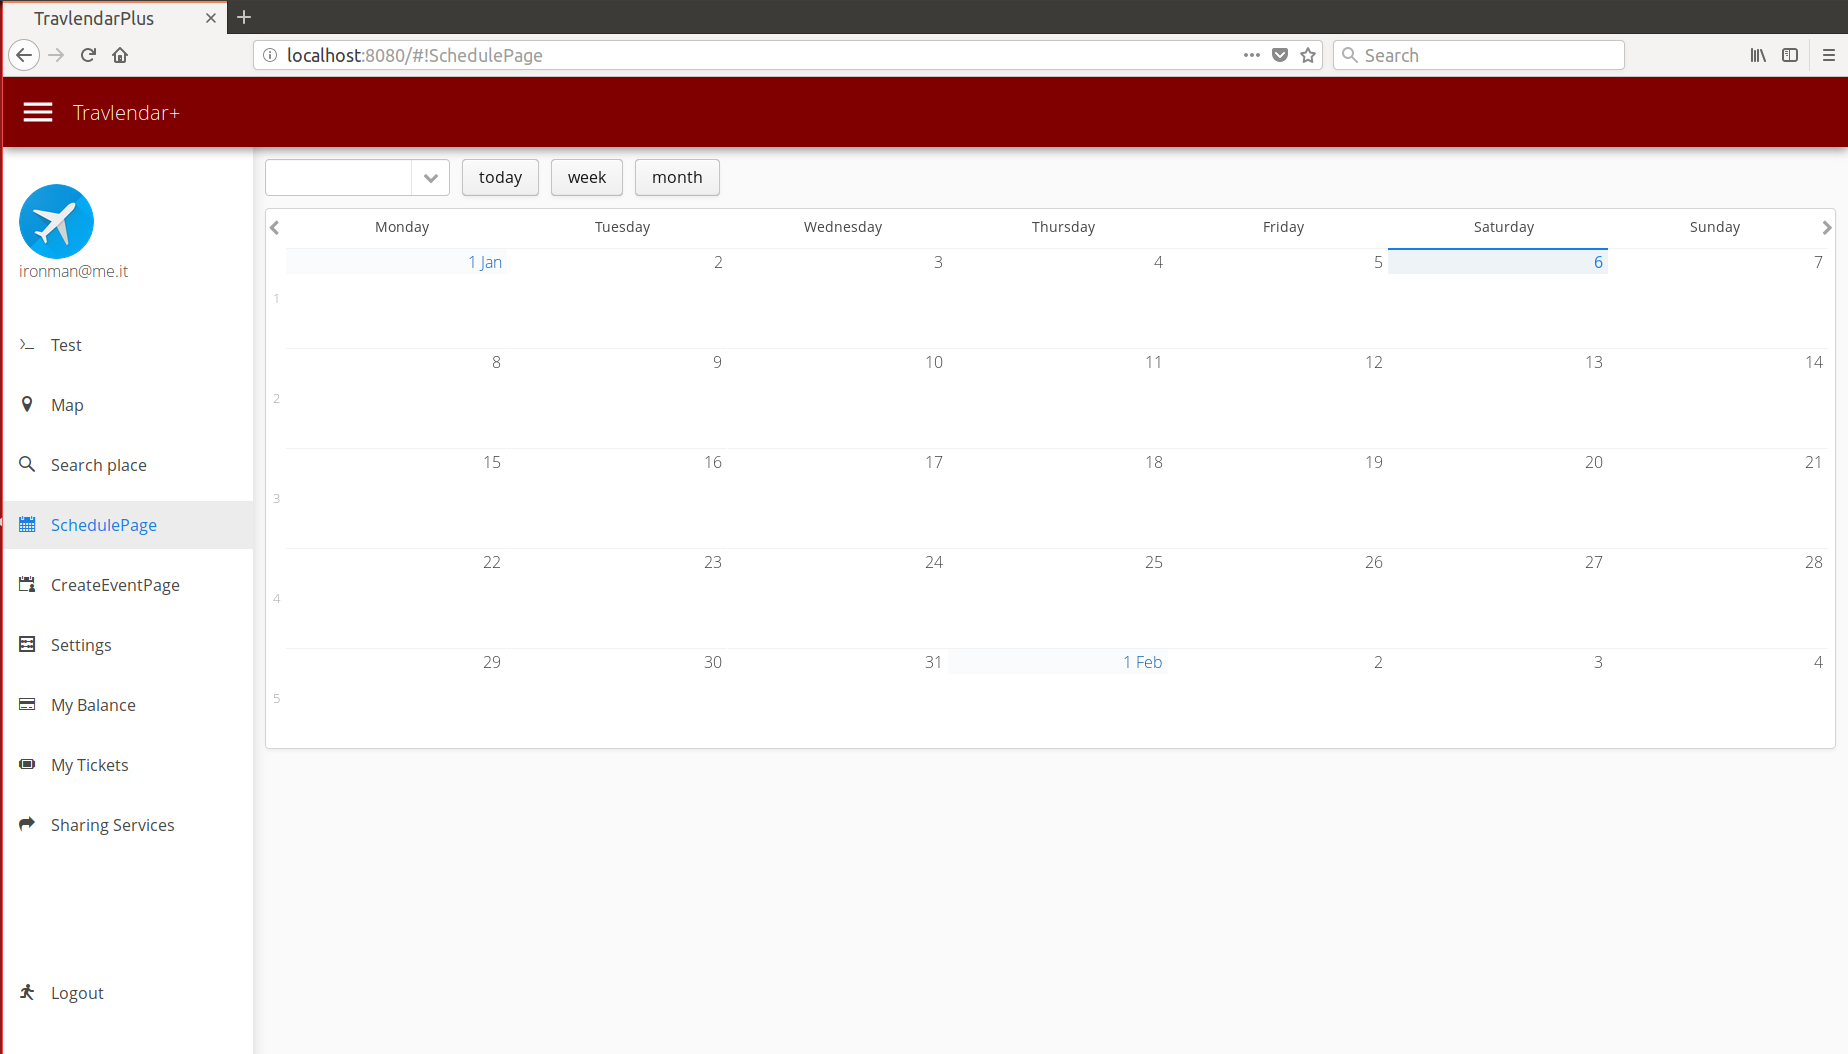 TravlendarPlus
localhost:8080/#!SchedulePage
Search
Travlendar+
ironman@me.it
Test
Map
Search place
SchedulePage
CreateEventPage
Settings
My Balance
My Tickets
Sharing Services
Logout
today week month
Monday Tuesday Wednesday Thursday Friday Saturday Sunday
1 Jan 2 3 4 5 6 7
1
8 9 10 11 12 13 14
2
15 16 17 18 19 20 21
3
22 23 24 25 26 27 28
4
29 30 31 1 Feb 2 3 4
5